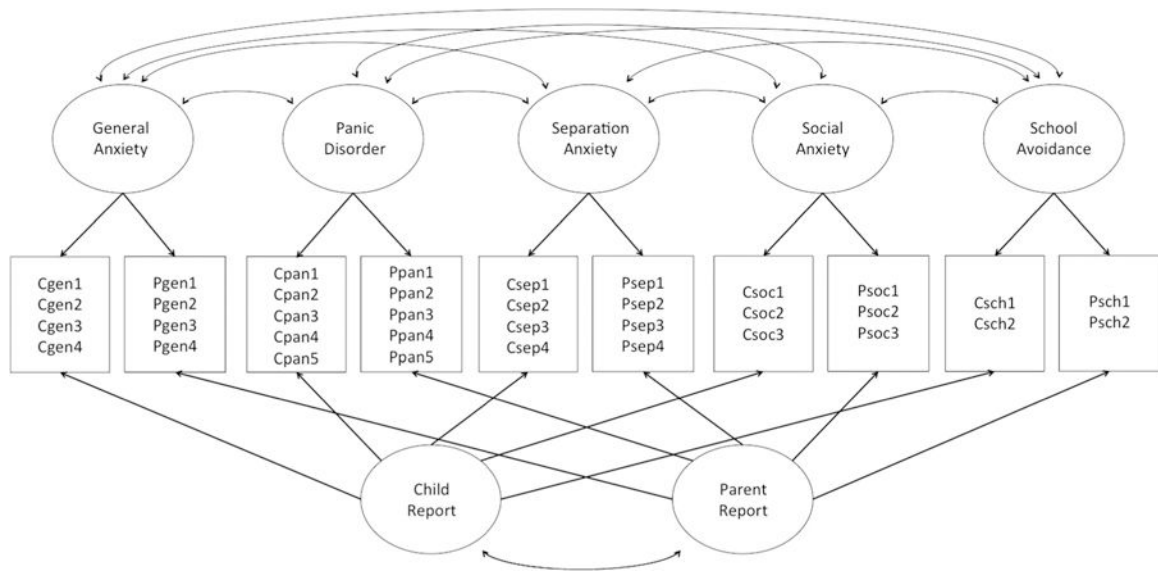 General
Anxiety
Panic
Disorder
Separation
Anxiety
Social
Anxiety
School
Avoidance
Cgen1
Cgen2
Cgen3
Cgen4
Pgen1
Pgen2
Pgen3
Pgen4
Cpan1
Cpan2
Cpan3
Cpan4
Cpan5
Ppan1
Ppan2
Ppan3
Ppan4
Ppan5
Csep1
Csep2
Csep3
Csep4
Psep1
Psep2
Psep3
Psep4
Csoc1
Csoc2
Csoc3
Psoc1
Psoc2
Psoc3
Csch1
Csch2
Psch1
Psch2
Child
Report
Parent
Report